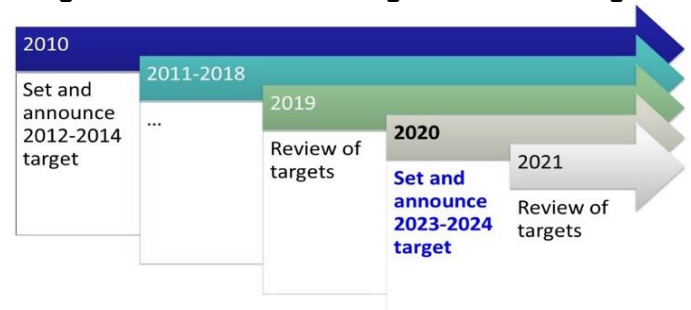 2010
Set and
announce
2012-2014
target
2011-2018
...
2019
Review of
targets
2020
Set and
announce
2023-2024
target
2021
Review of
targets